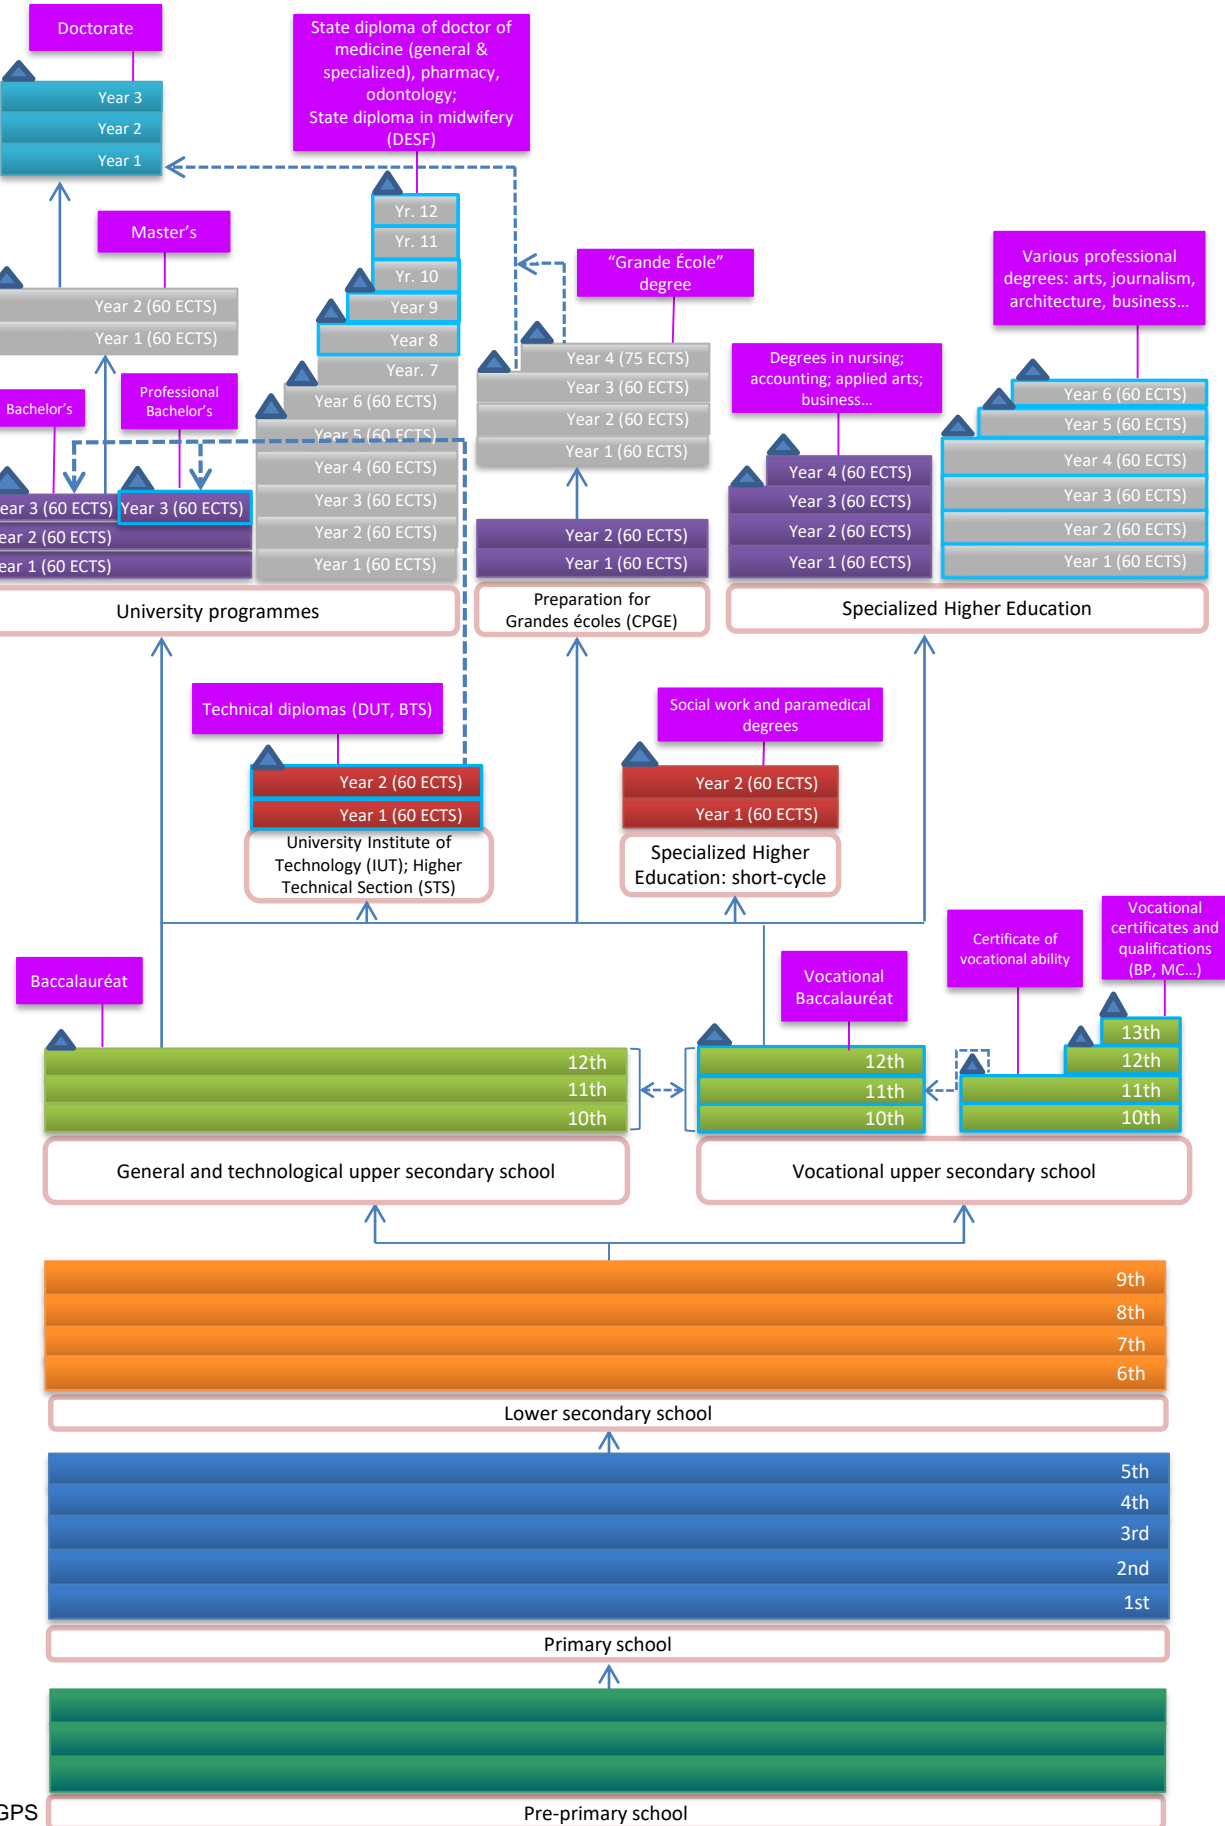 Doctorate
Year 3
Year 2
Year 1
State diploma of doctor of
medicine (general &
specialized), pharmacy,
odontology;
State diploma in midwifery
(DESF)
Yr. 12
Yr. 11
Yr. 10
Year 9
Year 8
Year. 7
Year 6 (60 ECTS)
Year 5 (60 ECTS)
Year 4 (60 ECTS)
Year 3 (60 ECTS)
Year 2 (60 ECTS)
Year 1 (60 ECTS)
Master's
Year 2 (60 ECTS)
Year 1 (60 ECTS)
Bachelor's
Professional
Bachelor's
ear 3 (60 ECTS)
Year 3 (60 ECTS)
ear 2 (60 ECTS)
ear 1 (60 ECTS)
University programmes
"Grande École"
degree
Year 4 (75 ECTS)
Year 3 (60 ECTS)
Year 2 (60 ECTS)
Year 1 (60 ECTS)
Year 2 (60 ECTS)
Year 1 (60 ECTS)
Preparation for
Grandes écoles (CPGE)
Degrees in nursing;
accounting; applied arts;
business...
Year 4 (60 ECTS)
Year 3 (60 ECTS)
Year 2 (60 ECTS)
Year 1 (60 ECTS)
Various professional
degrees: arts, journalism,
architecture, business...
Year 6 (60 ECTS)
Year 5 (60 ECTS)
Year 4 (60 ECTS)
Year 3 (60 ECTS)
Year 2 (60 ECTS)
Year 1 (60 ECTS)
Specialized Higher Education
Technical diplomas (DUT, BTS)
Year 2 (60 ECTS)
Year 1 (60 ECTS)
University Institute of
Technology (IUT); Higher
Technical Section (STS)
Social work and paramedical
degrees
Year 2 (60 ECTS)
Year 1 (60 ECTS)
Specialized Higher
Education: short-cycle
Baccalauréat
12th
11th
10th
General and technological upper secondary school
Vocational
Baccalauréat
12th
11th
10th
Certificate of
vocational ability
Vocational
certificates and
qualifications
(BP, MC...)
13th
12th
11th
10th
Vocational upper secondary school
9th
8th
7th
6th
Lower secondary school
5th
4th
3rd
2nd
1st
Primary school
GPS
Pre-primary school